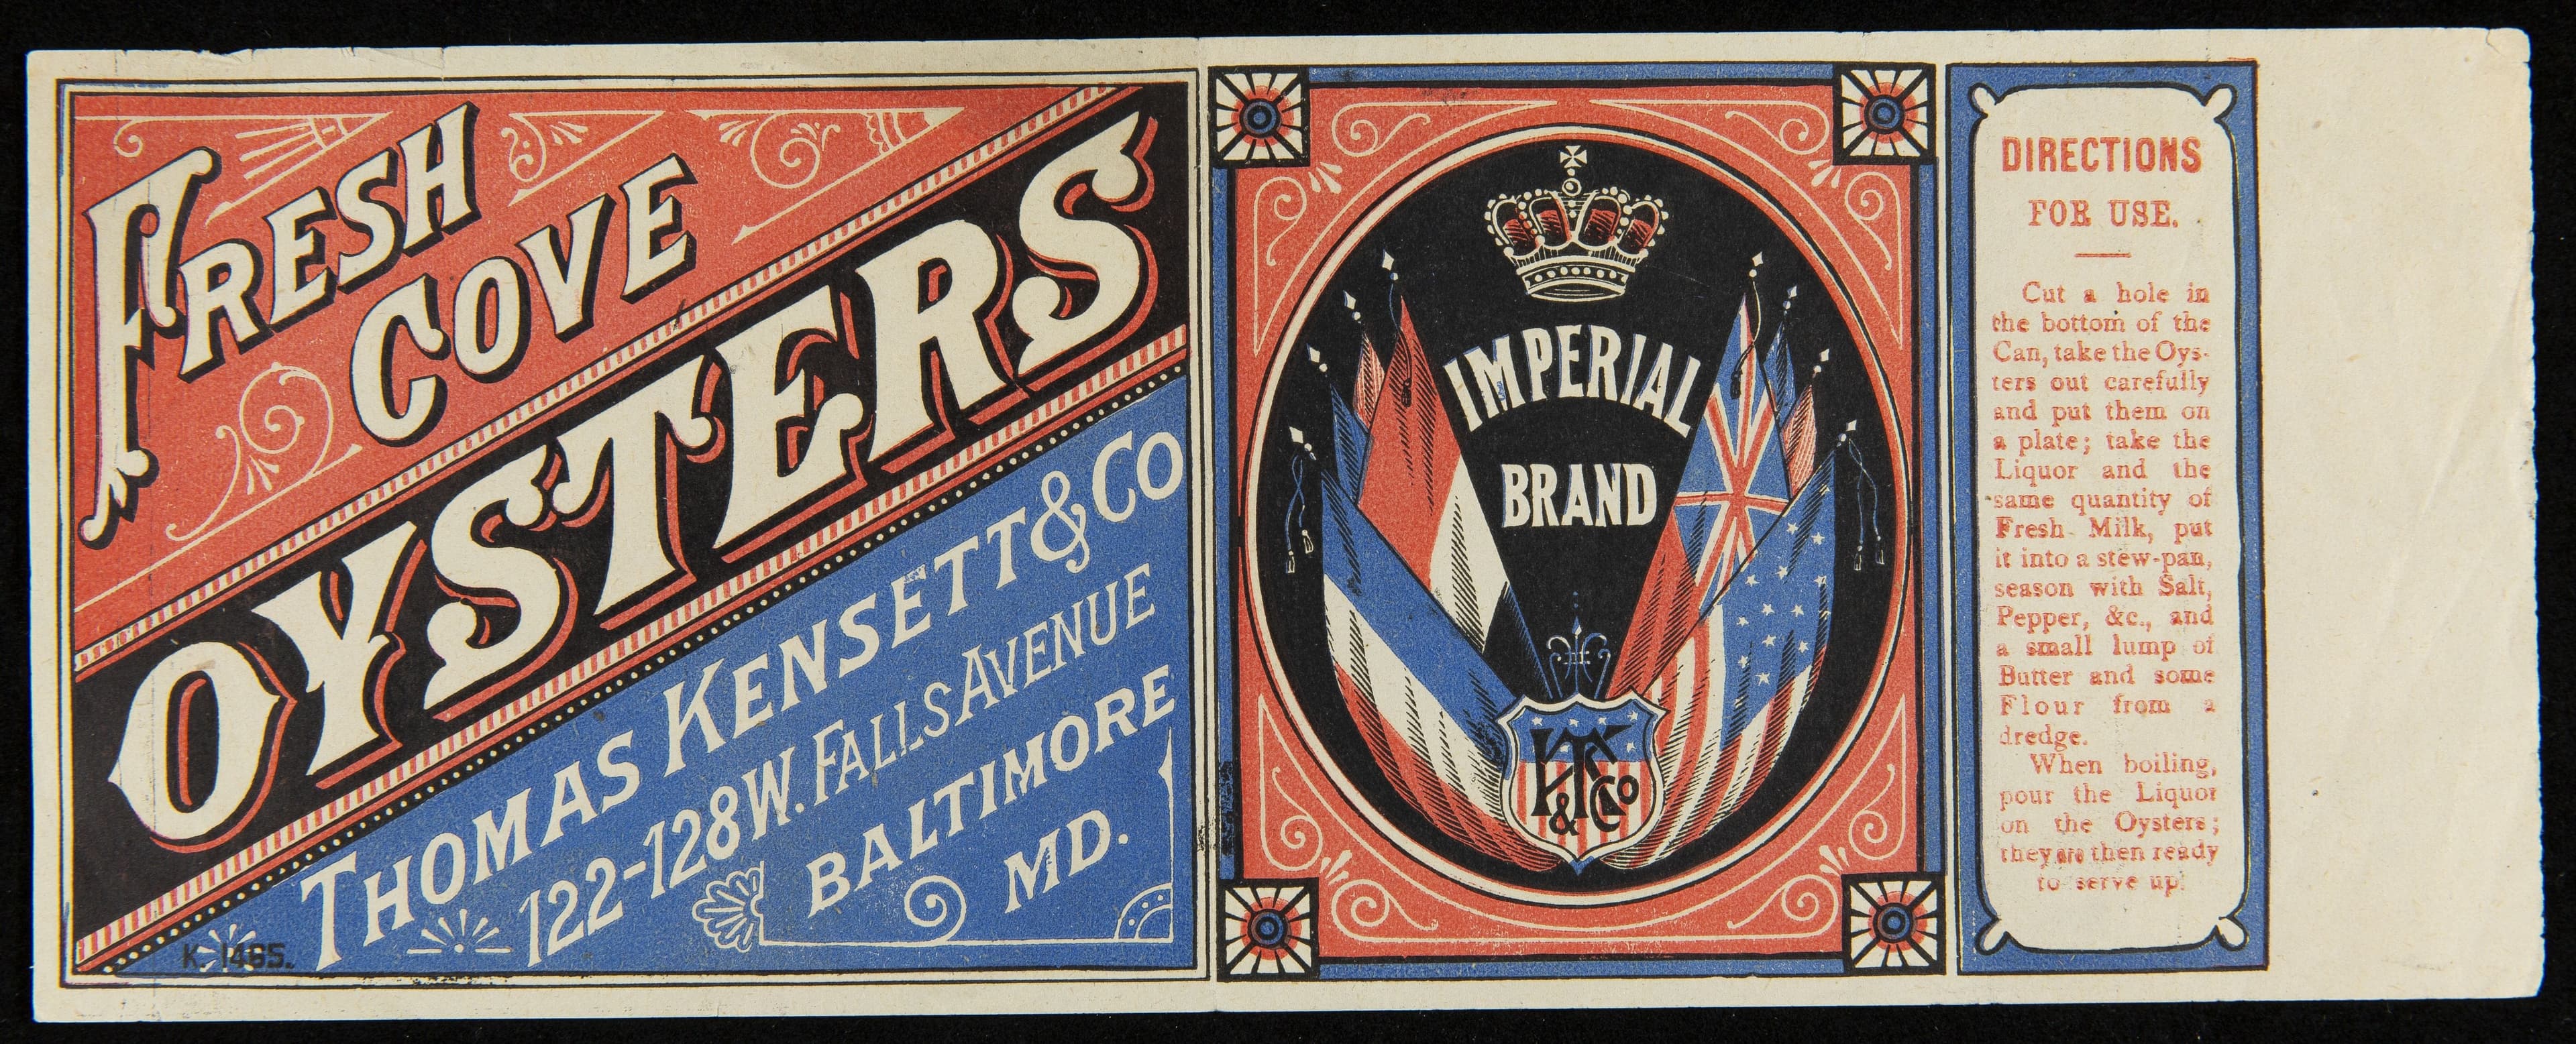 FRESH
COVE
OYSTERS
THOMAS KENSETT & CO
122-128 W. FALLS AVENUE
BALTIMORE
MD.
K. 1465.
IMPERIAL
BRAND
TK
& Co
DIRECTIONS
FOR USE.
Cut a hole in
the bottom of the
Can, take the Oys-
ters out carefully
and put them on
a plate; take the
Liquor and the
same quantity of
Fresh Milk, put
it into a stew-pan,
season with Salt,
Pepper, &c., and
a small lump of
Butter and some
Flour from a
dredge.
When boiling,
pour the Liquor
on the Oysters;
they are then ready
to serve up.